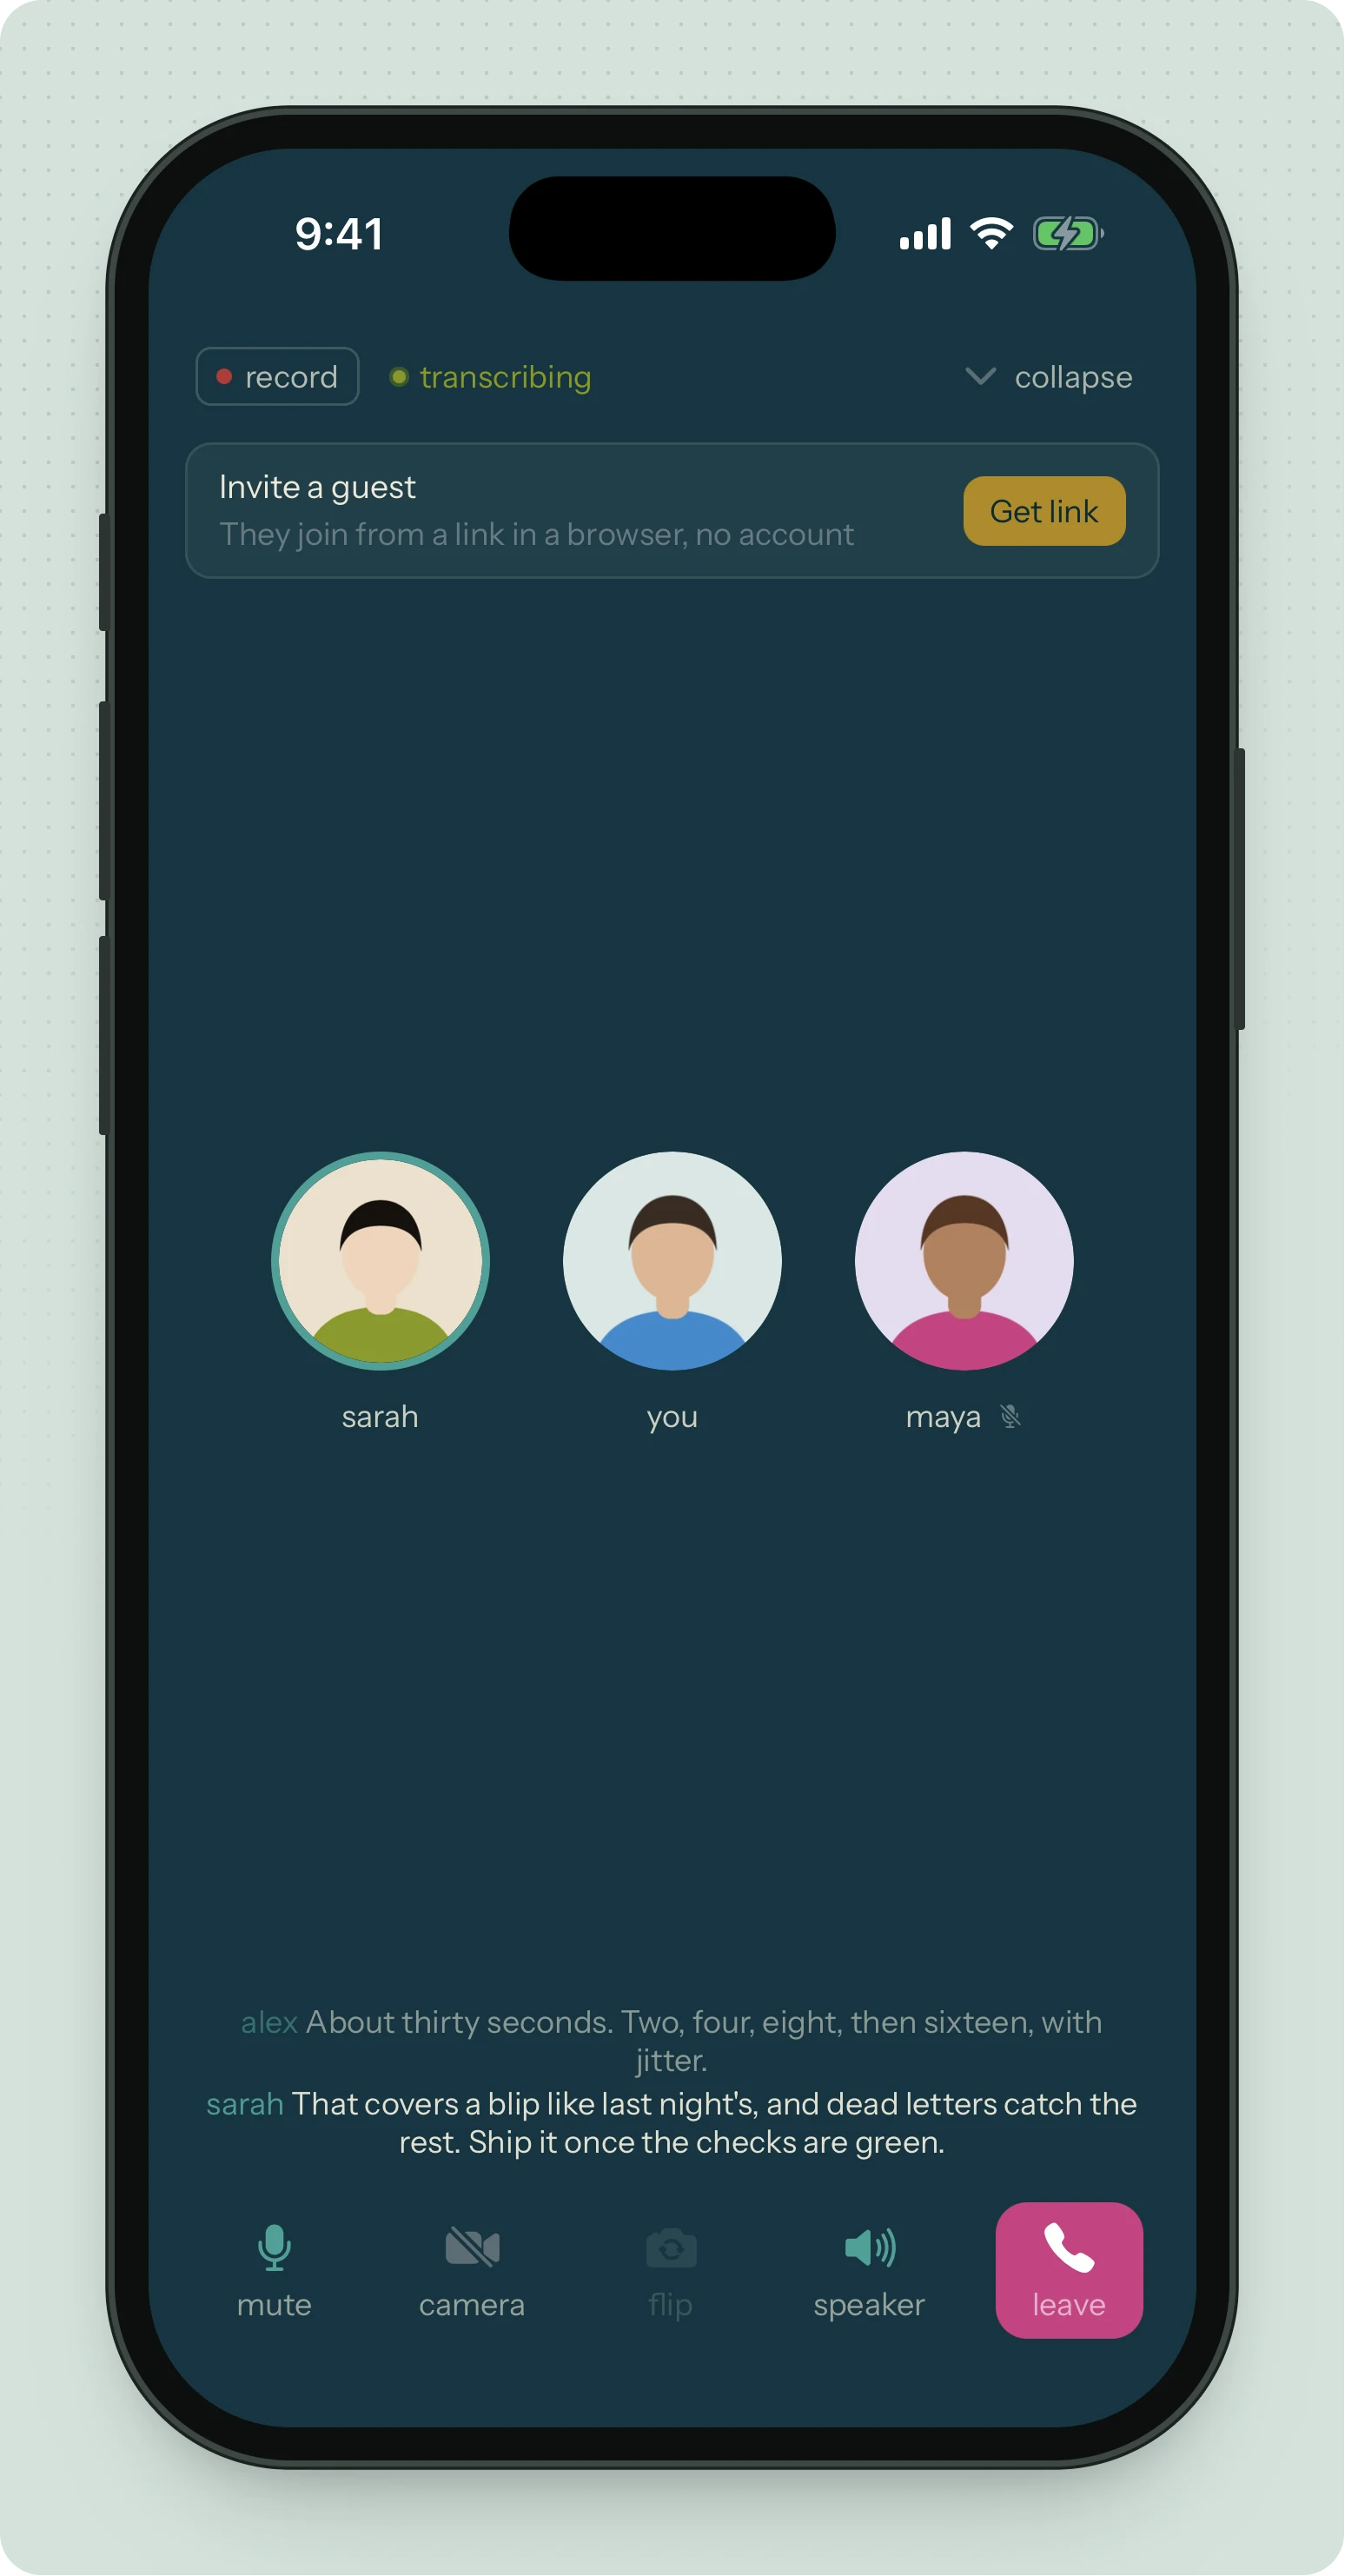 9:41
record
transcribing
collapse
Invite a guest
They join from a link in a browser, no account
Get link
sarah
you
maya
alex About thirty seconds. Two, four, eight, then sixteen, with
jitter.
sarah That covers a blip like last night's, and dead letters catch the
rest. Ship it once the checks are green.
mute
camera
flip
speaker
leave